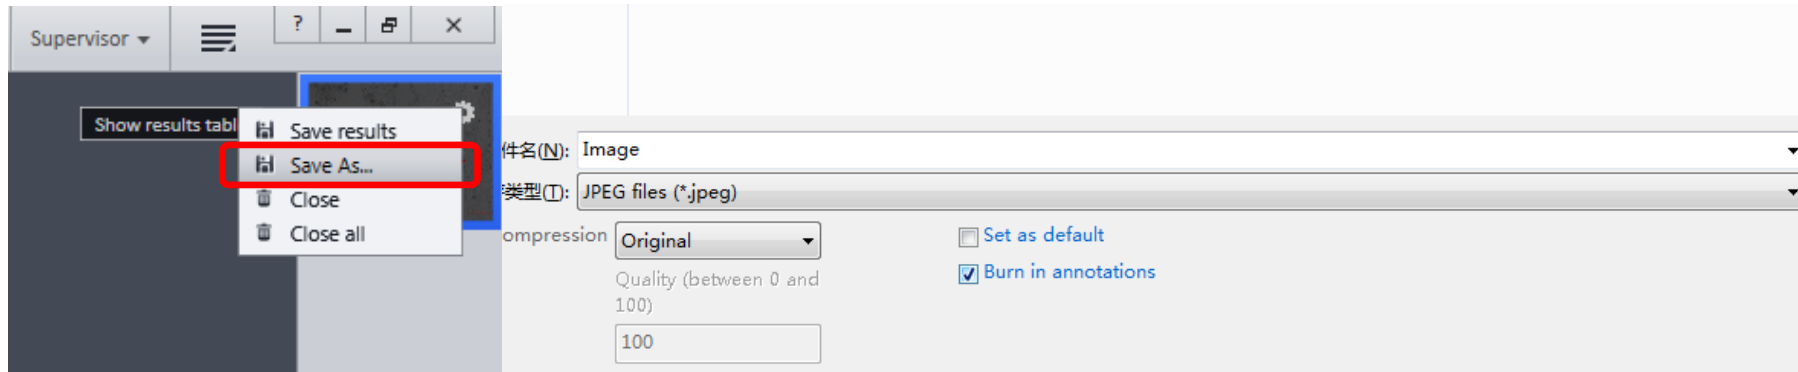 Supervisor
?
Show results tabl
Save results
Save As...
Close
Close all
件名(N): Image
类型(T): JPEG files (*.jpeg)
ompression Original
Set as default
Quality (between 0 and
100)
Burn in annotations
100